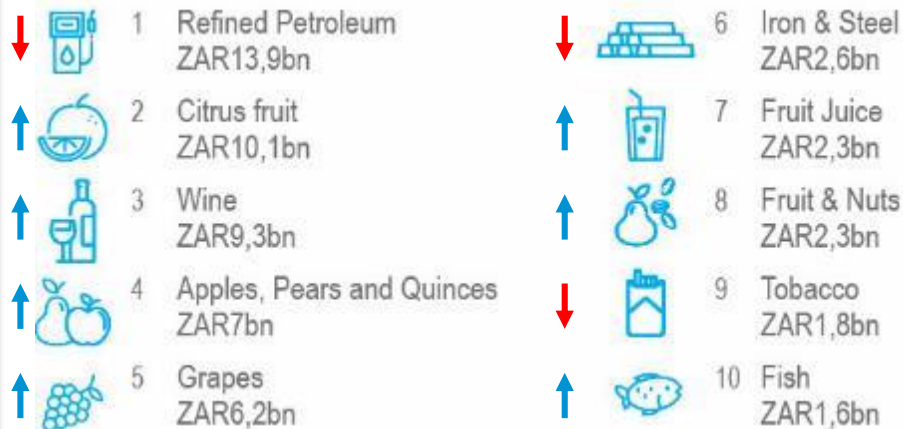 1 Refined Petroleum
ZAR13,9bn
2 Citrus fruit
ZAR10,1bn
3 Wine
ZAR9,3bn
4 Apples, Pears and Quinces
ZAR7bn
5 Grapes
ZAR6,2bn
6 Iron & Steel
ZAR2,6bn
7 Fruit Juice
ZAR2,3bn
8 Fruit & Nuts
ZAR2,3bn
9 Tobacco
ZAR1,8bn
10 Fish
ZAR1,6bn